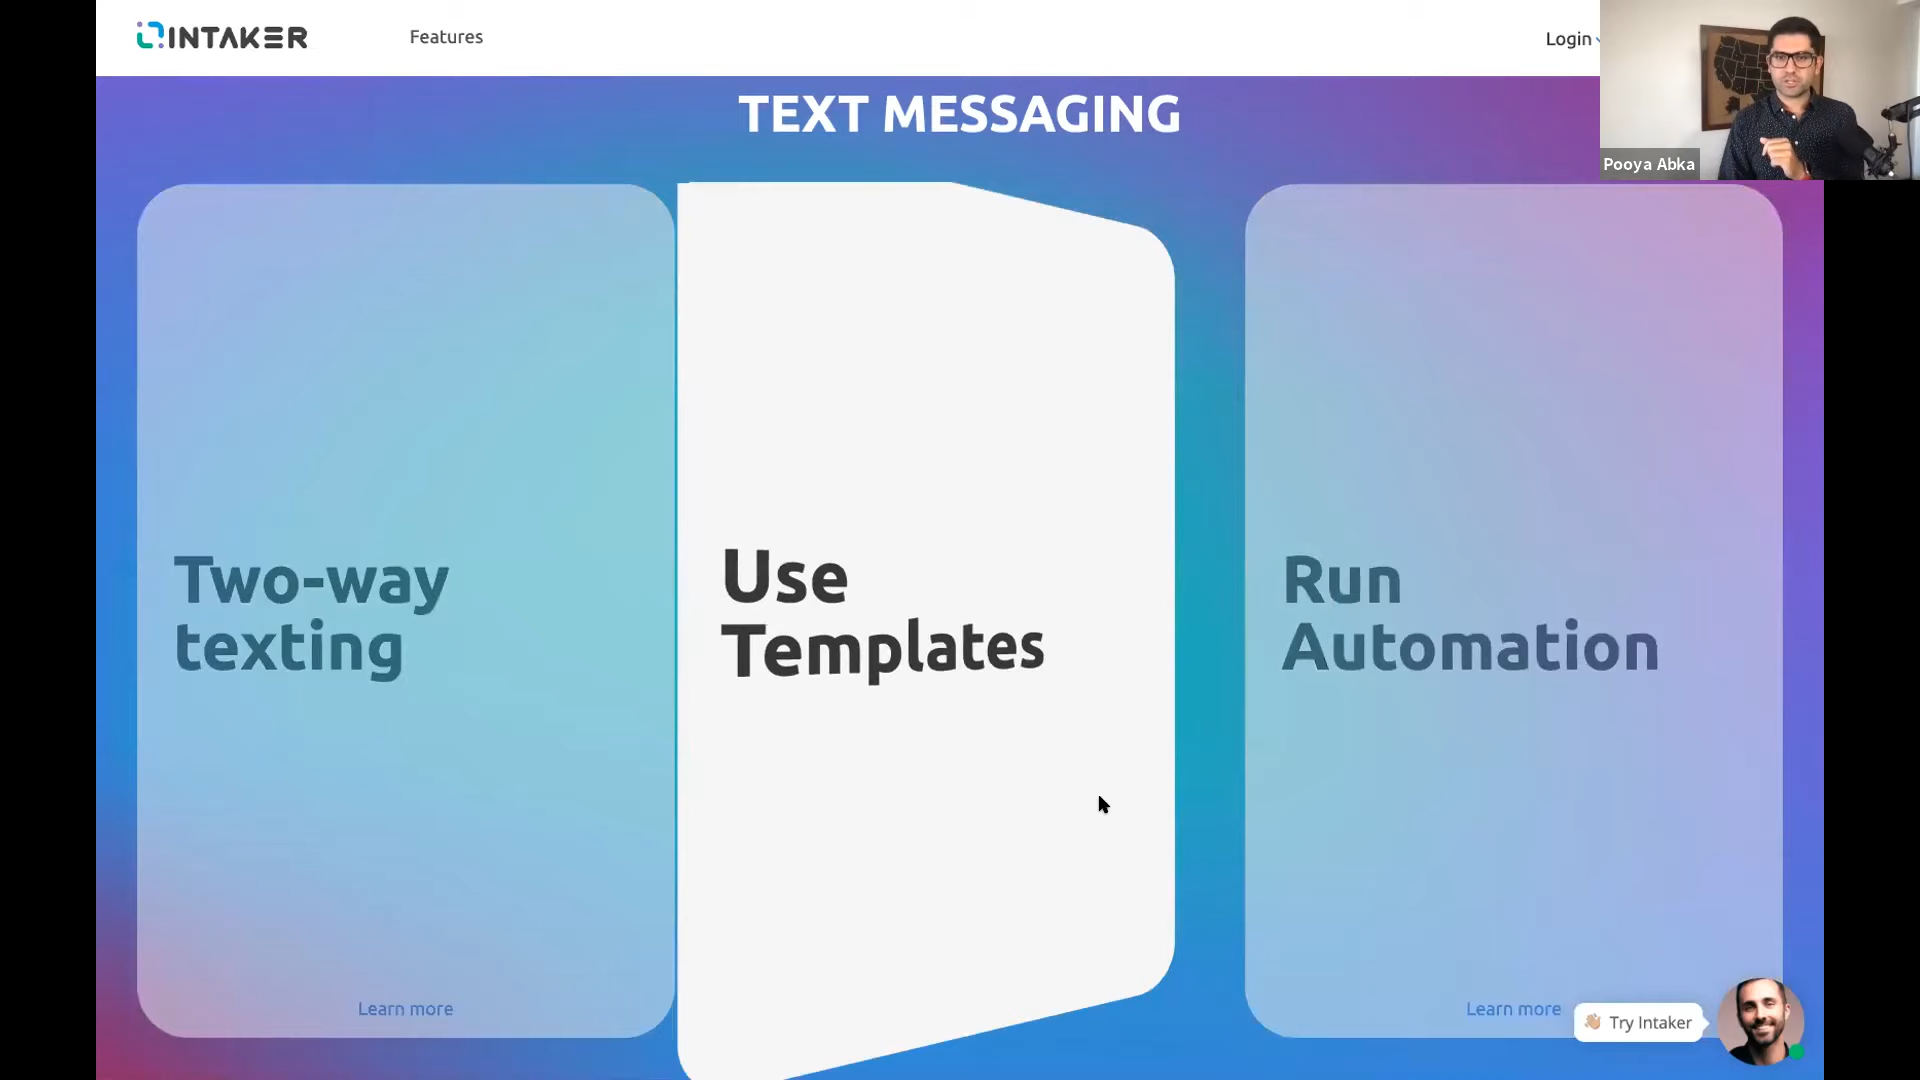 INTAKER
Features
Login
Pooya Abka
TEXT MESSAGING
Two-way
texting
Learn more
Use
Templates
Run
Automation
Learn more
Try Intaker